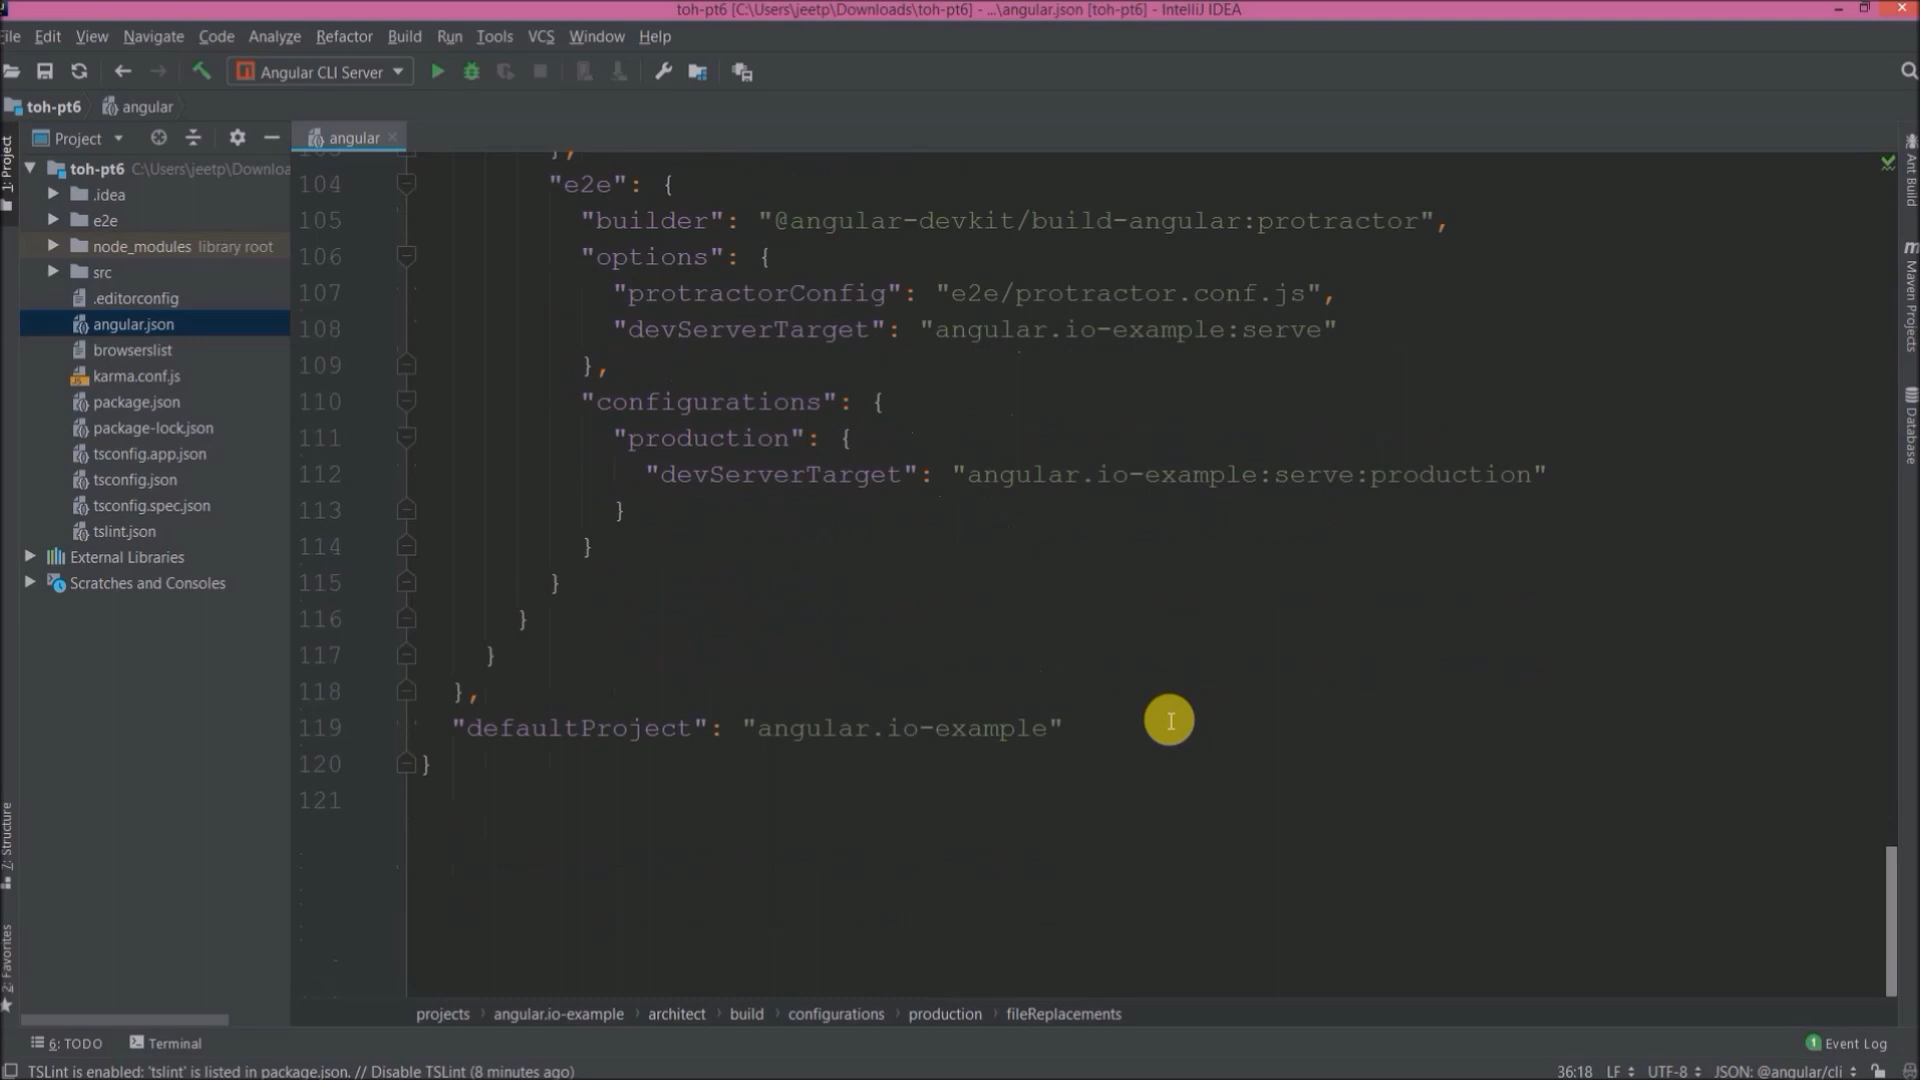 toh-pt6 [C:\Users\jeetp\Downloads\toh-pt6] - ...\angular.json [toh-pt6] - IntelliJ IDEA
File Edit View Navigate Code Analyze Refactor Build Run Tools VCS Window Help
Angular CLI Server
toh-pt6 angular
Project
angular
1: Project
toh-pt6 C:\Users\jeetp\Downloa
.idea
e2e
node_modules library root
src
.editorconfig
angular.json
browserslist
karma.conf.js
package.json
package-lock.json
tsconfig.app.json
tsconfig.json
tsconfig.spec.json
tslint.json
External Libraries
Scratches and Consoles
7: Structure
2: Favorites
103 },
104 "e2e": {
105 "builder": "@angular-devkit/build-angular:protractor",
106 "options": {
107 "protractorConfig": "e2e/protractor.conf.js",
108 "devServerTarget": "angular.io-example:serve"
109 },
110 "configurations": {
111 "production": {
112 "devServerTarget": "angular.io-example:serve:production"
113 }
114 }
115 }
116 }
117 }
118 },
119 "defaultProject": "angular.io-example"
120 }
121
Ant Build
Maven Projects
Database
projects › angular.io-example › architect › build › configurations › production › fileReplacements
6: TODO Terminal
1 Event Log
TSLint is enabled: 'tslint' is listed in package.json. // Disable TSLint (8 minutes ago)
36:18 LF UTF-8 JSON: @angular/cli